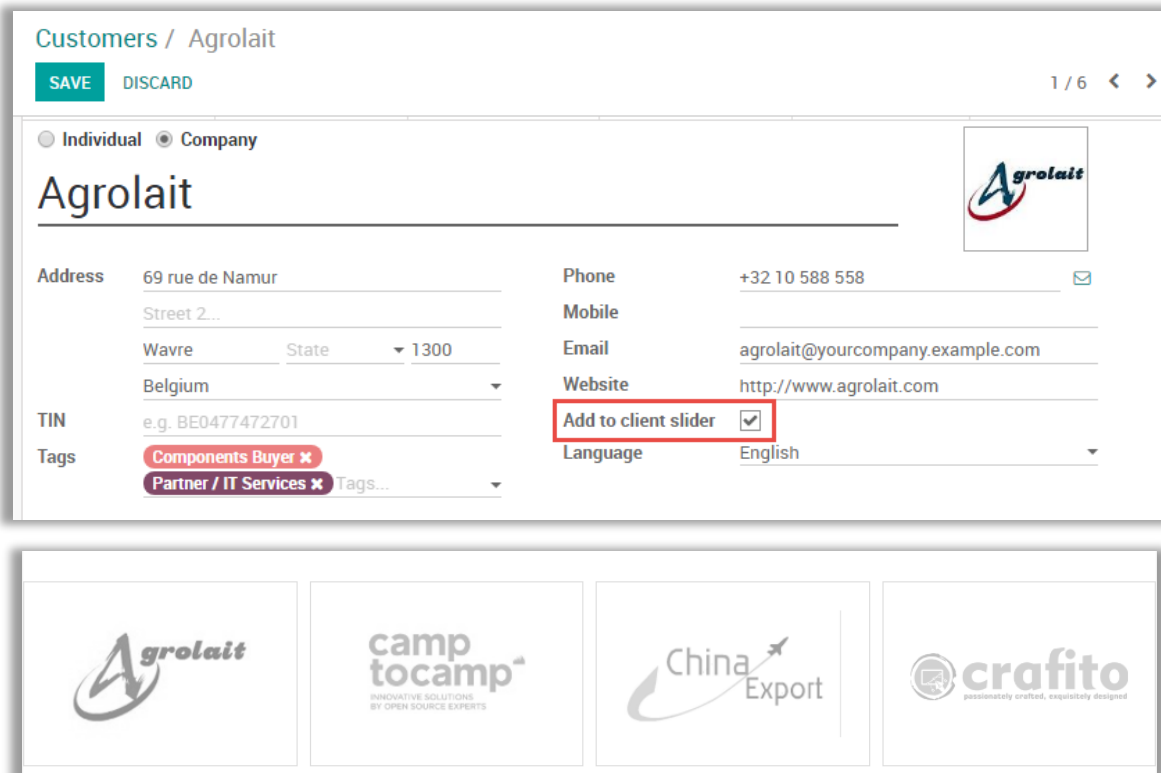 Customers / Agrolait
SAVE DISCARD 1 / 6
Individual Company
Agrolait
Agrolait
Address 69 rue de Namur Phone +32 10 588 558
Street 2... Mobile
Wavre State 1300 Email agrolait@yourcompany.example.com
Belgium Website http://www.agrolait.com
TIN e.g. BE0477472701 Add to client slider
Tags Components Buyer Language English
Partner / IT Services Tags...
Agrolait
camp
tocamp
INNOVATIVE SOLUTIONS
BY OPEN SOURCE EXPERTS
China
Export
crafito
passionately crafted, exquisitely designed